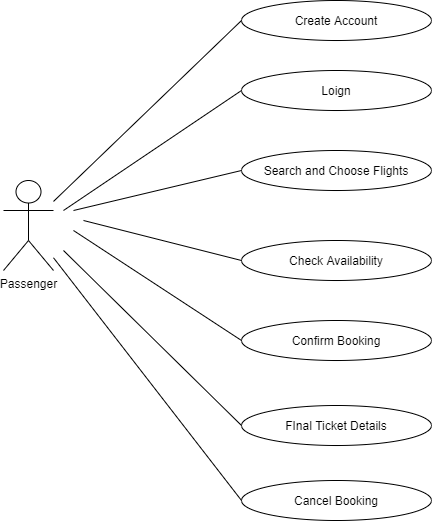 Create Account
Loign
Search and Choose Flights
Check Availability
Passenger
Confirm Booking
FInal Ticket Details
Cancel Booking